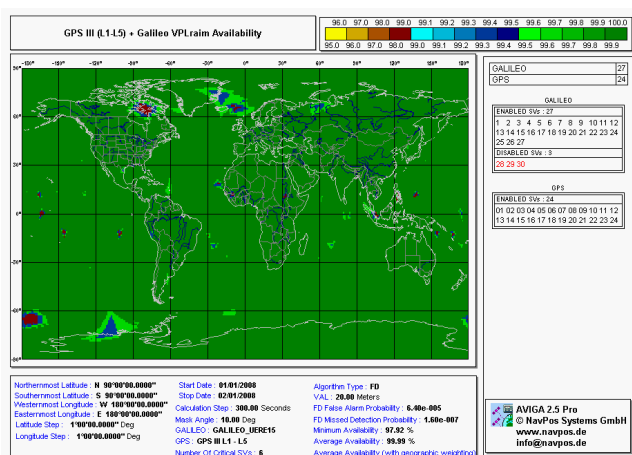 GPS III (L1-L5) + Galileo VPLraim Availability
96.0 97.0 98.0 99.0 99.1 99.2 99.3 99.4 99.5 99.6 99.7 99.8 99.9 100.0
95.0 96.0 97.0 98.0 99.0 99.1 99.2 99.3 99.4 99.5 99.6 99.7 99.8 99.9
GALILEO 27
GPS 24
GALILEO
ENABLED SVs : 27
1 2 3 4 5 6 7 8 9 10 11 12
13 14 15 16 17 18 19 20 21 22 23 24
25 26 27
DISABLED SVs : 3
28 29 30
GPS
ENABLED SVs : 24
01 02 03 04 05 06 07 08 09 10 11 12
13 14 15 16 17 18 19 20 21 22 23 24
Northernmost Latitude : N 90°00'00.0000"
Southernmost Latitude : S 90°00'00.0000"
Westernmost Longitude : W 180°00'00.0000"
Easternmost Longitude : E 180°00'00.0000"
Latitude Step : 1°00'00.0000" Deg
Longitude Step : 1°00'00.0000" Deg
Start Date : 01/01/2008
Stop Date : 02/01/2008
Calculation Step : 300.00 Seconds
Mask Angle : 10.00 Deg
GALILEO : GALILEO_UERE15
GPS : GPS III L1 - L5
Number Of Critical SVs : 6
Algorithm Type : FD
VAL : 20.00 Meters
FD False Alarm Probability : 6.40e-005
FD Missed Detection Probability : 1.60e-007
Minimum Availability : 97.92 %
Average Availability : 99.99 %
Average Availability (with geographic weighting)
AVIGA 2.5 Pro
© NavPos Systems GmbH
www.navpos.de
info@navpos.de